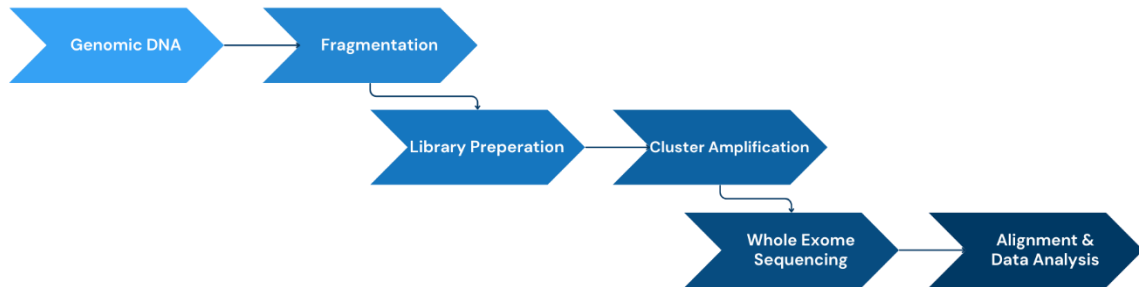 Genomic DNA
Fragmentation
Library Preperation
Cluster Amplification
Whole Exome
Sequencing
Alignment &
Data Analysis